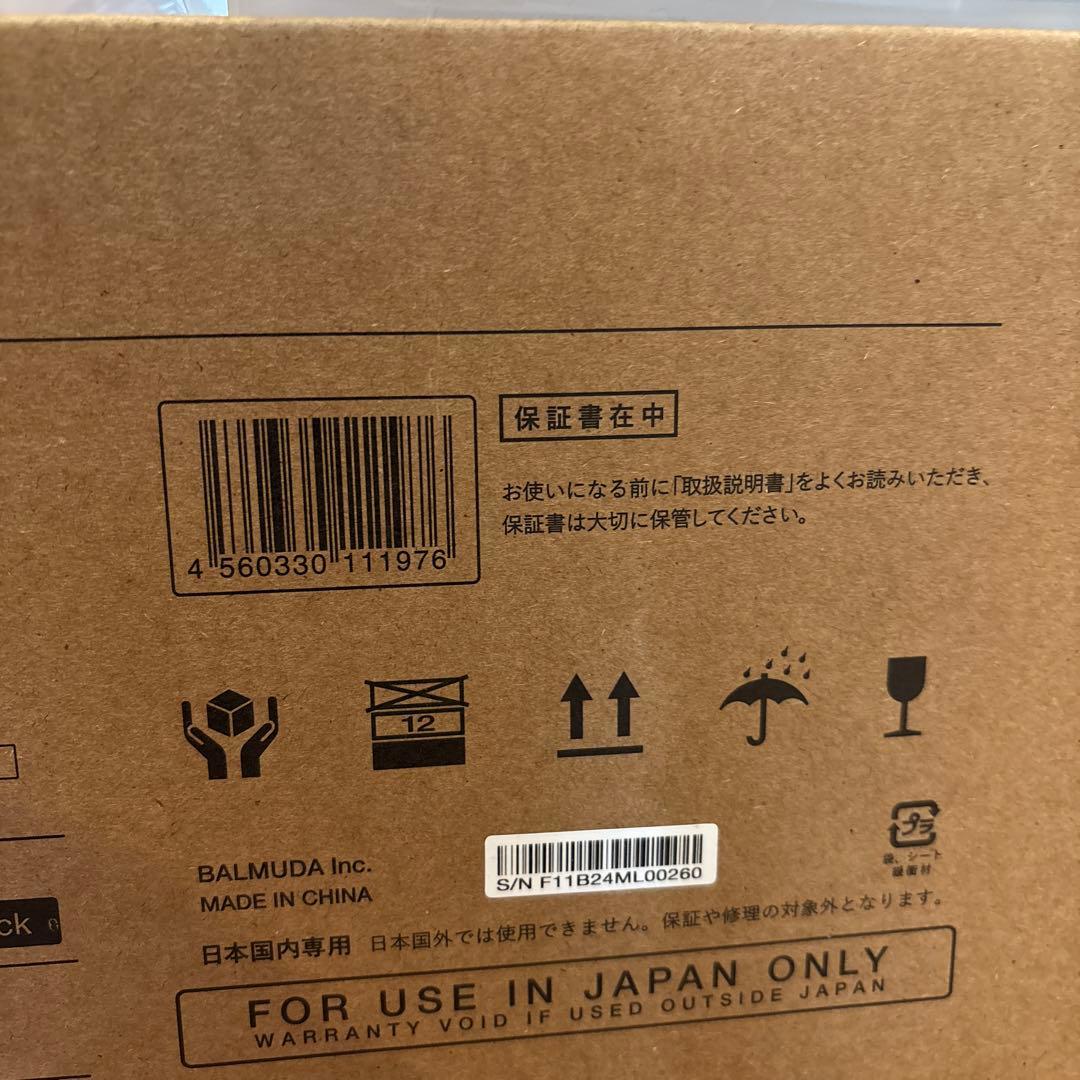 保証書在中
お使いになる前に「取扱説明書」をよくお読みいただき、
保証書は大切に保管してください。
4 560330 111976
12
プラ
袋、シート
緩衝材
BALMUDA Inc.
MADE IN CHINA
S/N F11B24ML00260
ck
日本国内専用 日本国外では使用できません。保証や修理の対象外となります。
FOR USE IN JAPAN ONLY
WARRANTY VOID IF USED OUTSIDE JAPAN